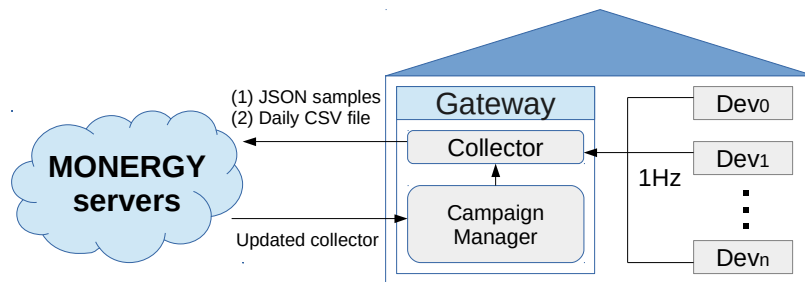 (1) JSON samples
(2) Daily CSV file
MONERGY
servers
Updated collector
Gateway
Collector
Campaign
Manager
1Hz
Dev0
Dev1
Devn